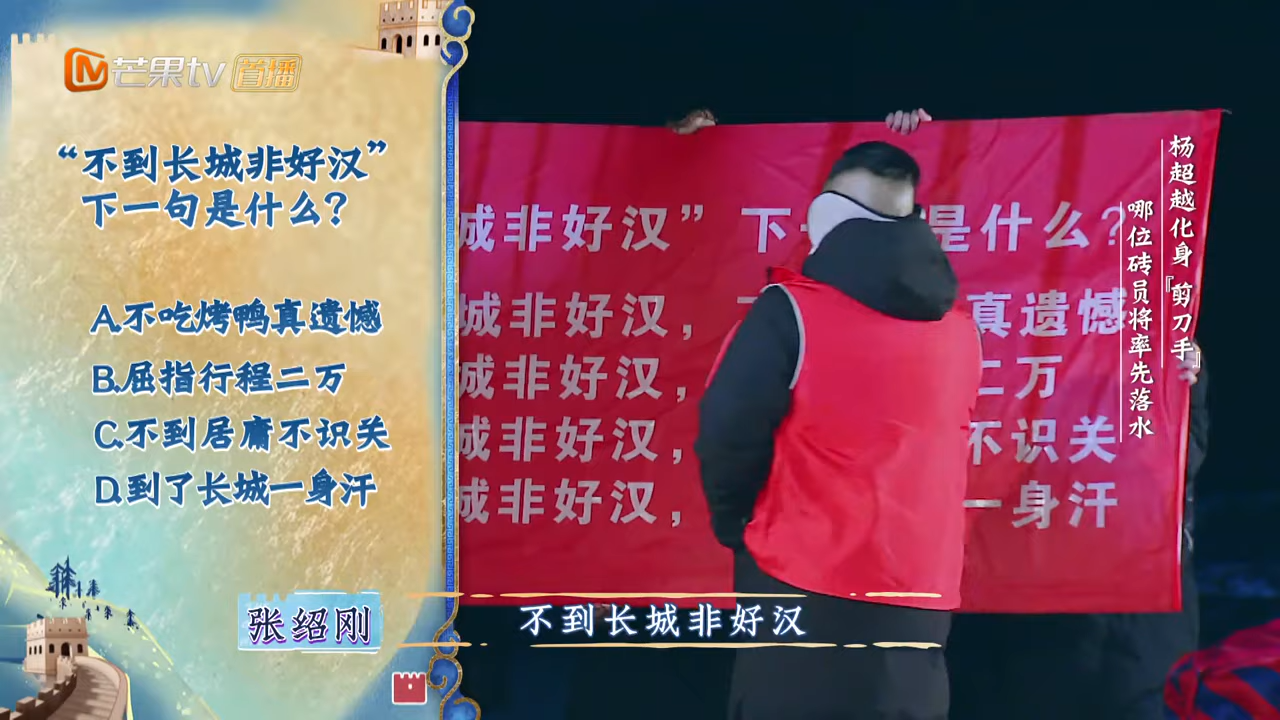 芒果tv 首播
“不到长城非好汉”
下一句是什么？
A.不吃烤鸭真遗憾
B.屈指行程二万
C.不到居庸不识关
D.到了长城一身汗
城非好汉” 下一 是什么？
城非好汉， 真遗憾
城非好汉， 二万
城非好汉， 不识关
城非好汉， 一身汗
杨超越化身『剪刀手』
哪位砖员将率先落水
张绍刚
不到长城非好汉